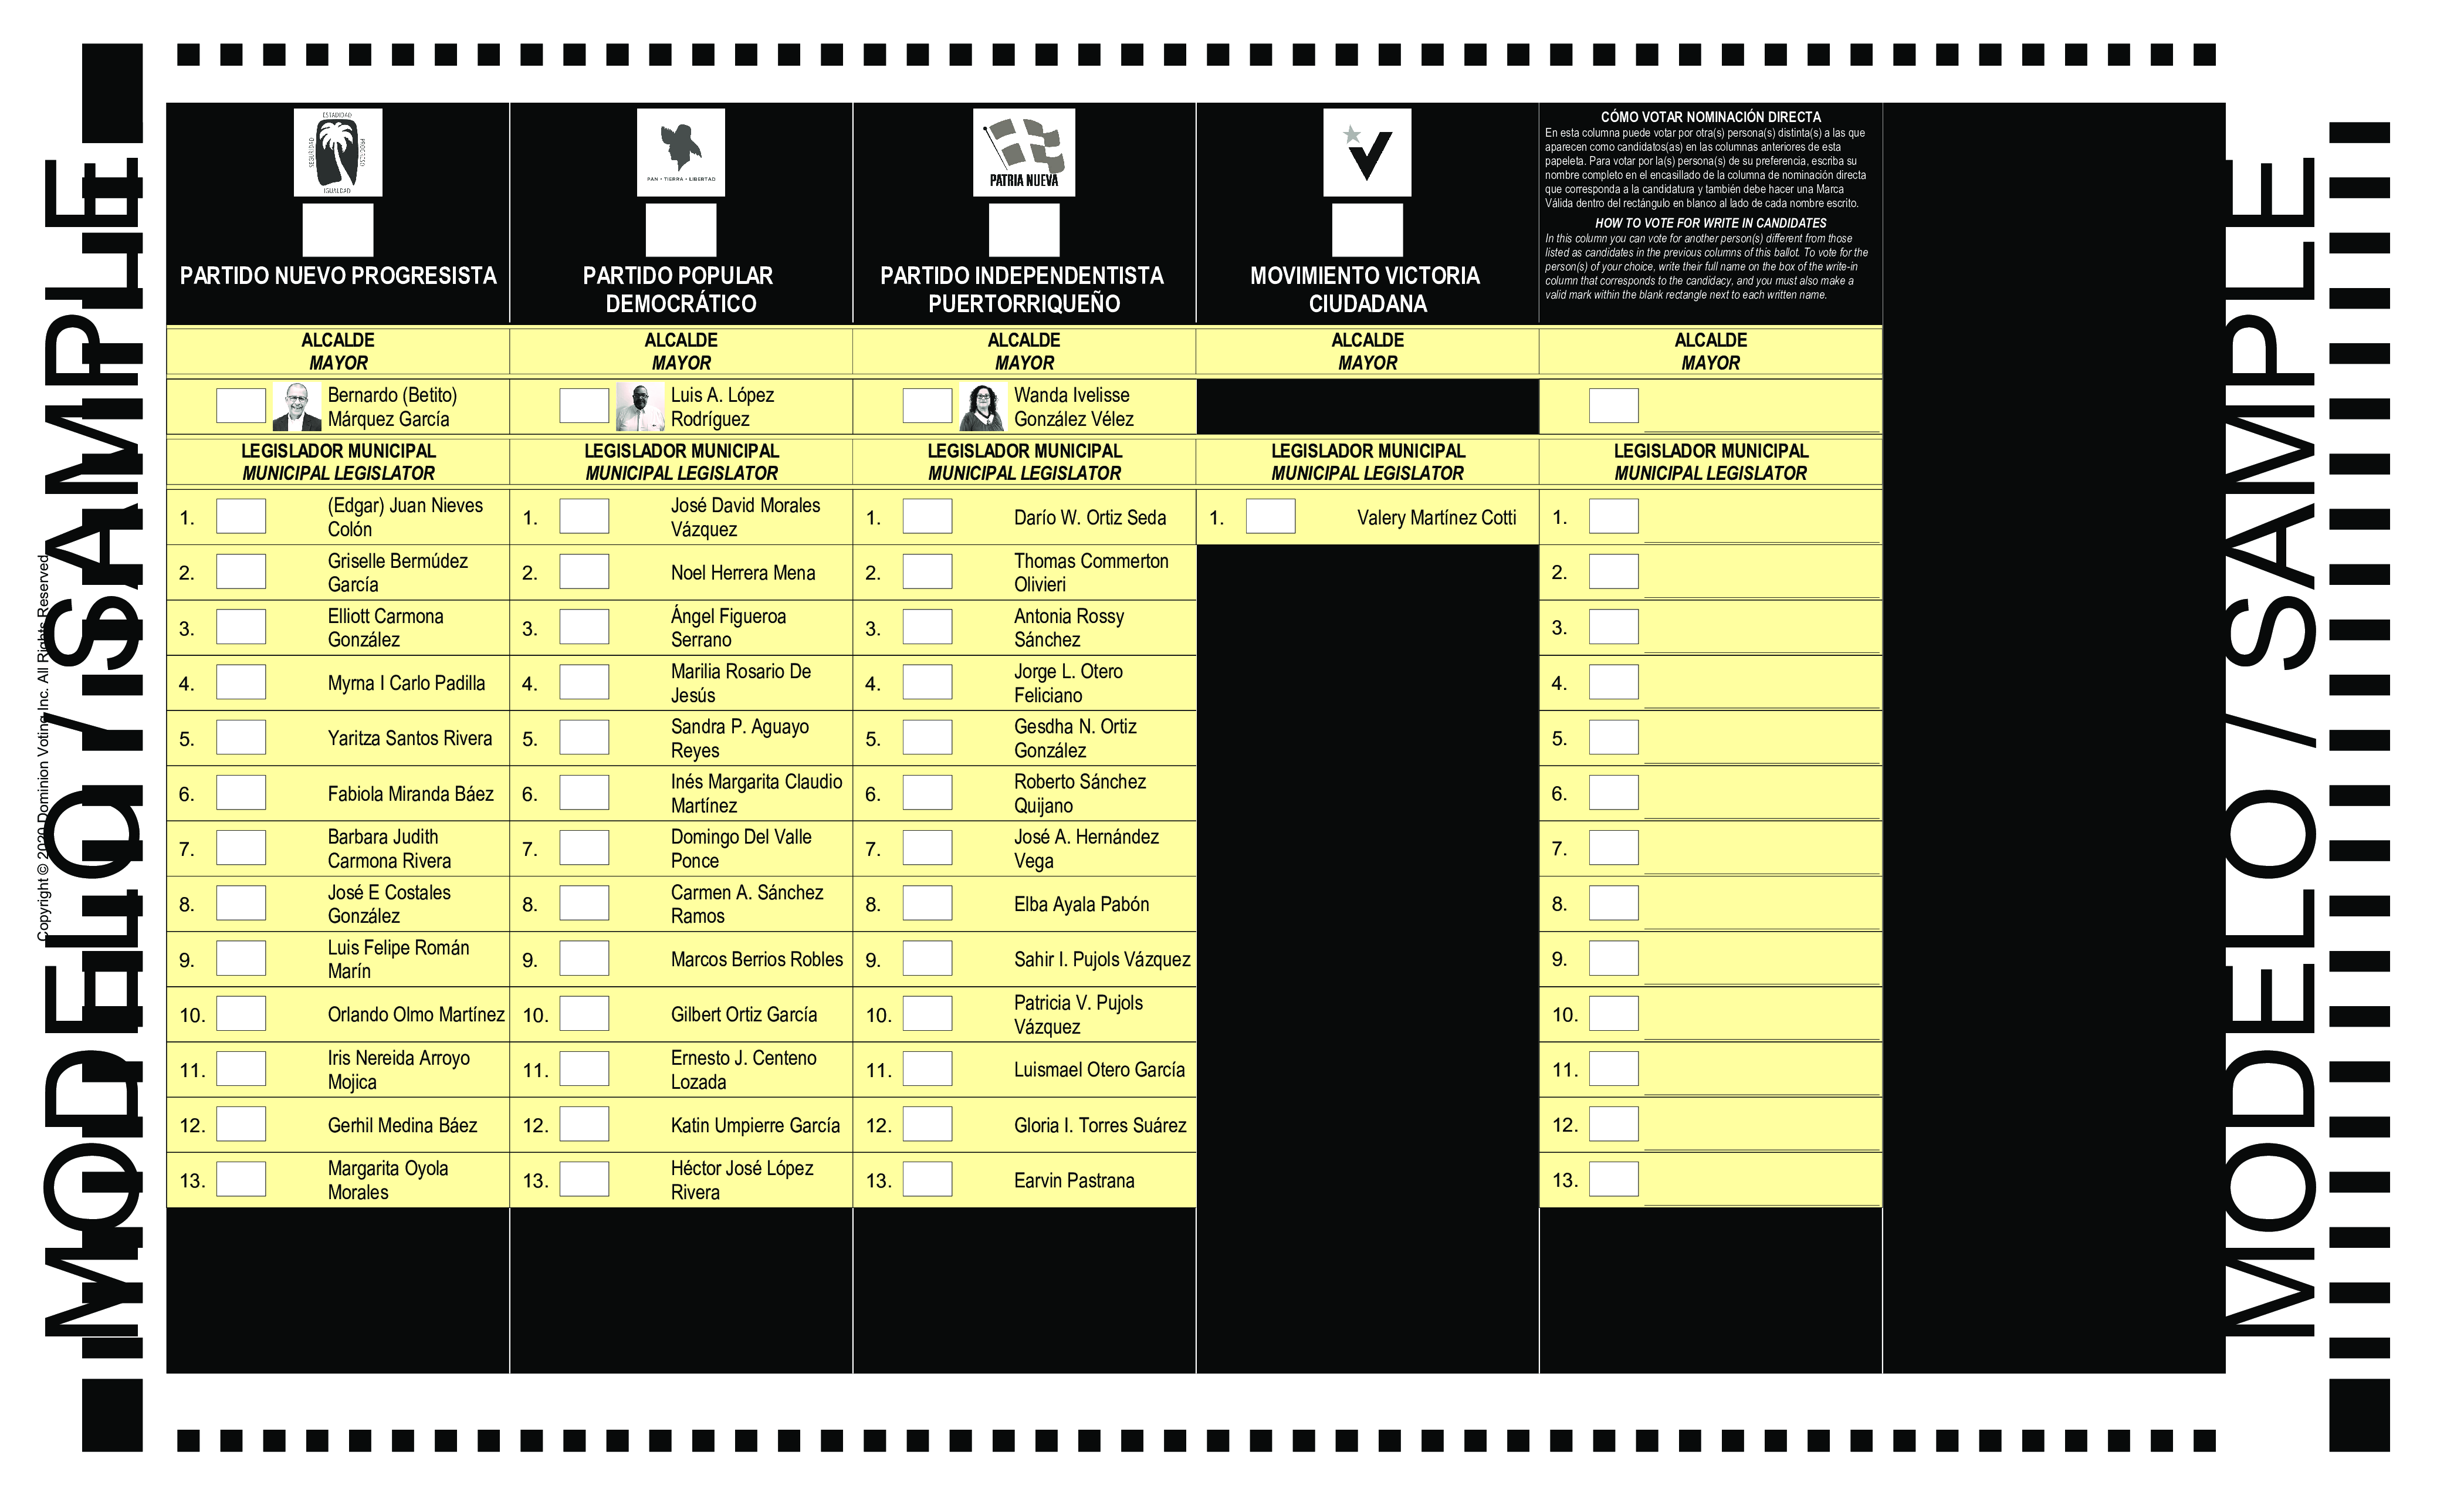 ESTADIDAD
SEGURIDAD
PROGRESO
IGUALDAD
PARTIDO NUEVO PROGRESISTA
PAN • TIERRA • LIBERTAD
PARTIDO POPULAR
DEMOCRÁTICO
PATRIA NUEVA
PARTIDO INDEPENDENTISTA
PUERTORRIQUEÑO
MOVIMIENTO VICTORIA
CIUDADANA
CÓMO VOTAR NOMINACIÓN DIRECTA
En esta columna puede votar por otra(s) persona(s) distinta(s) a las que
aparecen como candidatos(as) en las columnas anteriores de esta
papeleta. Para votar por la(s) persona(s) de su preferencia, escriba su
nombre completo en el encasillado de la columna de nominación directa
que corresponda a la candidatura y también debe hacer una Marca
Válida dentro del rectángulo en blanco al lado de cada nombre escrito.
HOW TO VOTE FOR WRITE IN CANDIDATES
In this column you can vote for another person(s) different from those
listed as candidates in the previous columns of this ballot. To vote for the
person(s) of your choice, write their full name on the box of the write-in
column that corresponds to the candidacy, and you must also make a
valid mark within the blank rectangle next to each written name.
ALCALDE
MAYOR
Bernardo (Betito)
Márquez García
LEGISLADOR MUNICIPAL
MUNICIPAL LEGISLATOR
1. (Edgar) Juan Nieves
Colón
2. Griselle Bermúdez
García
3. Elliott Carmona
González
4. Myrna I Carlo Padilla
5. Yaritza Santos Rivera
6. Fabiola Miranda Báez
7. Barbara Judith
Carmona Rivera
8. José E Costales
González
9. Luis Felipe Román
Marín
10. Orlando Olmo Martínez
11. Iris Nereida Arroyo
Mojica
12. Gerhil Medina Báez
13. Margarita Oyola
Morales
ALCALDE
MAYOR
Luis A. López
Rodríguez
LEGISLADOR MUNICIPAL
MUNICIPAL LEGISLATOR
1. José David Morales
Vázquez
2. Noel Herrera Mena
3. Ángel Figueroa
Serrano
4. Marilia Rosario De
Jesús
5. Sandra P. Aguayo
Reyes
6. Inés Margarita Claudio
Martínez
7. Domingo Del Valle
Ponce
8. Carmen A. Sánchez
Ramos
9. Marcos Berrios Robles
10. Gilbert Ortiz García
11. Ernesto J. Centeno
Lozada
12. Katin Umpierre García
13. Héctor José López
Rivera
ALCALDE
MAYOR
Wanda Ivelisse
González Vélez
LEGISLADOR MUNICIPAL
MUNICIPAL LEGISLATOR
1. Darío W. Ortiz Seda
2. Thomas Commerton
Olivieri
3. Antonia Rossy
Sánchez
4. Jorge L. Otero
Feliciano
5. Gesdha N. Ortiz
González
6. Roberto Sánchez
Quijano
7. José A. Hernández
Vega
8. Elba Ayala Pabón
9. Sahir I. Pujols Vázquez
10. Patricia V. Pujols
Vázquez
11. Luismael Otero García
12. Gloria I. Torres Suárez
13. Earvin Pastrana
ALCALDE
MAYOR
LEGISLADOR MUNICIPAL
MUNICIPAL LEGISLATOR
1. Valery Martínez Cotti
ALCALDE
MAYOR
LEGISLADOR MUNICIPAL
MUNICIPAL LEGISLATOR
1.
2.
3.
4.
5.
6.
7.
8.
9.
10.
11.
12.
13.
Copyright © 2020 Dominion Voting Inc. All Rights Reserved
MODELO / SAMPLE
MODELO / SAMPLE